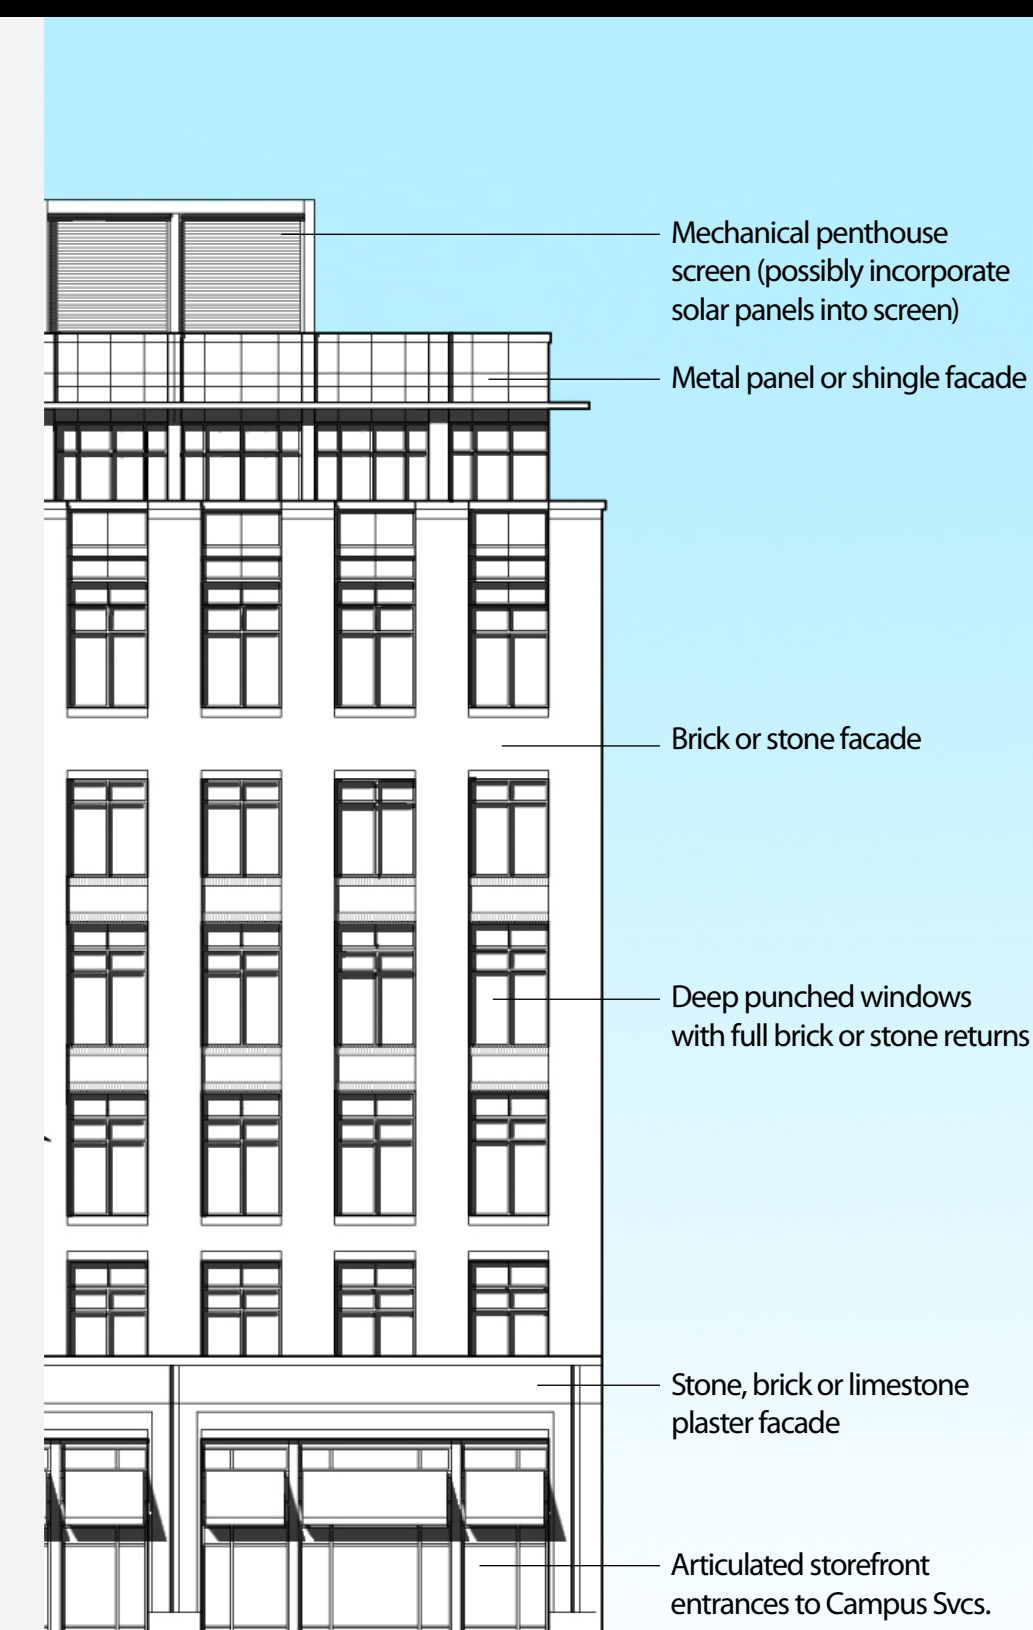 Mechanical penthouse
screen (possibly incorporate
solar panels into screen)
Metal panel or shingle facade
Brick or stone facade
Deep punched windows
with full brick or stone returns
Stone, brick or limestone
plaster facade
Articulated storefront
entrances to Campus Svcs.